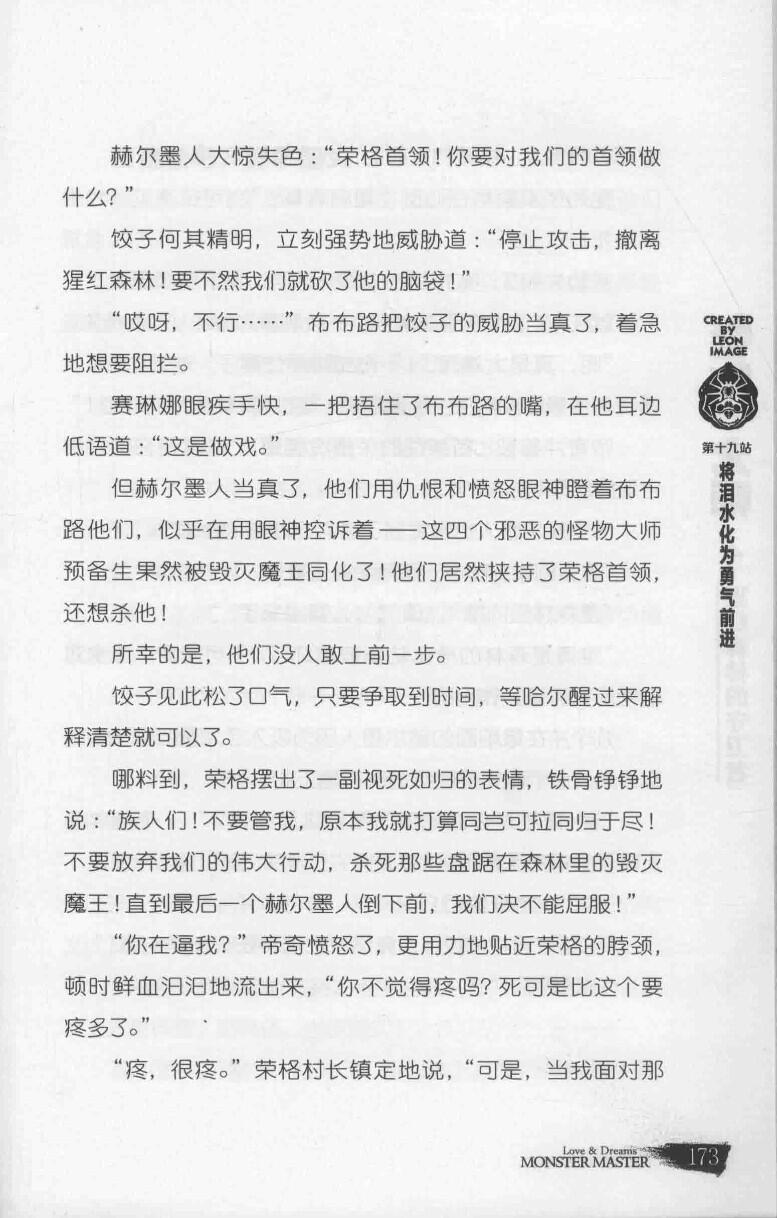 赫尔墨人大惊失色：“荣格首领！你要对我们的首领做
什么？”
饺子何其精明，立刻强势地威胁道：“停止攻击，撤离
猩红森林！要不然我们就砍了他的脑袋！”
“哎呀，不行……”布布路把饺子的威胁当真了，着急
地想要阻拦。
赛琳娜眼疾手快，一把捂住了布布路的嘴，在他耳边
低语道：“这是做戏。”
但赫尔墨人当真了，他们用仇恨和愤怒眼神瞪着布布
路他们，似乎在用眼神控诉着——这四个邪恶的怪物大师
预备生果然被毁灭魔王同化了！他们居然挟持了荣格首领，
还想杀他！
所幸的是，他们没人敢上前一步。
饺子见此松了口气，只要争取到时间，等哈尔醒过来解
释清楚就可以了。
哪料到，荣格摆出了一副视死如归的表情，铁骨铮铮地
说：“族人们！不要管我，原本我就打算同岂可拉同归于尽！
不要放弃我们的伟大行动，杀死那些盘踞在森林里的毁灭
魔王！直到最后一个赫尔墨人倒下前，我们决不能屈服！”
“你在逼我？”帝奇愤怒了，更用力地贴近荣格的脖颈，
顿时鲜血汩汩地流出来，“你不觉得疼吗？死可是比这个要
疼多了。”
“疼，很疼。”荣格村长镇定地说，“可是，当我面对那
CREATED
BY
LEON
IMAGE
第十九站
将泪水化为勇气前进
Love & Dreams
MONSTER MASTER
173